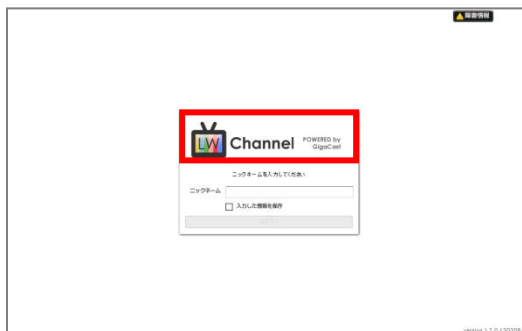 障害情報
LW Channel POWERED by
GigaCast
ニックネームを入力してください
ニックネーム
入力した情報を保存